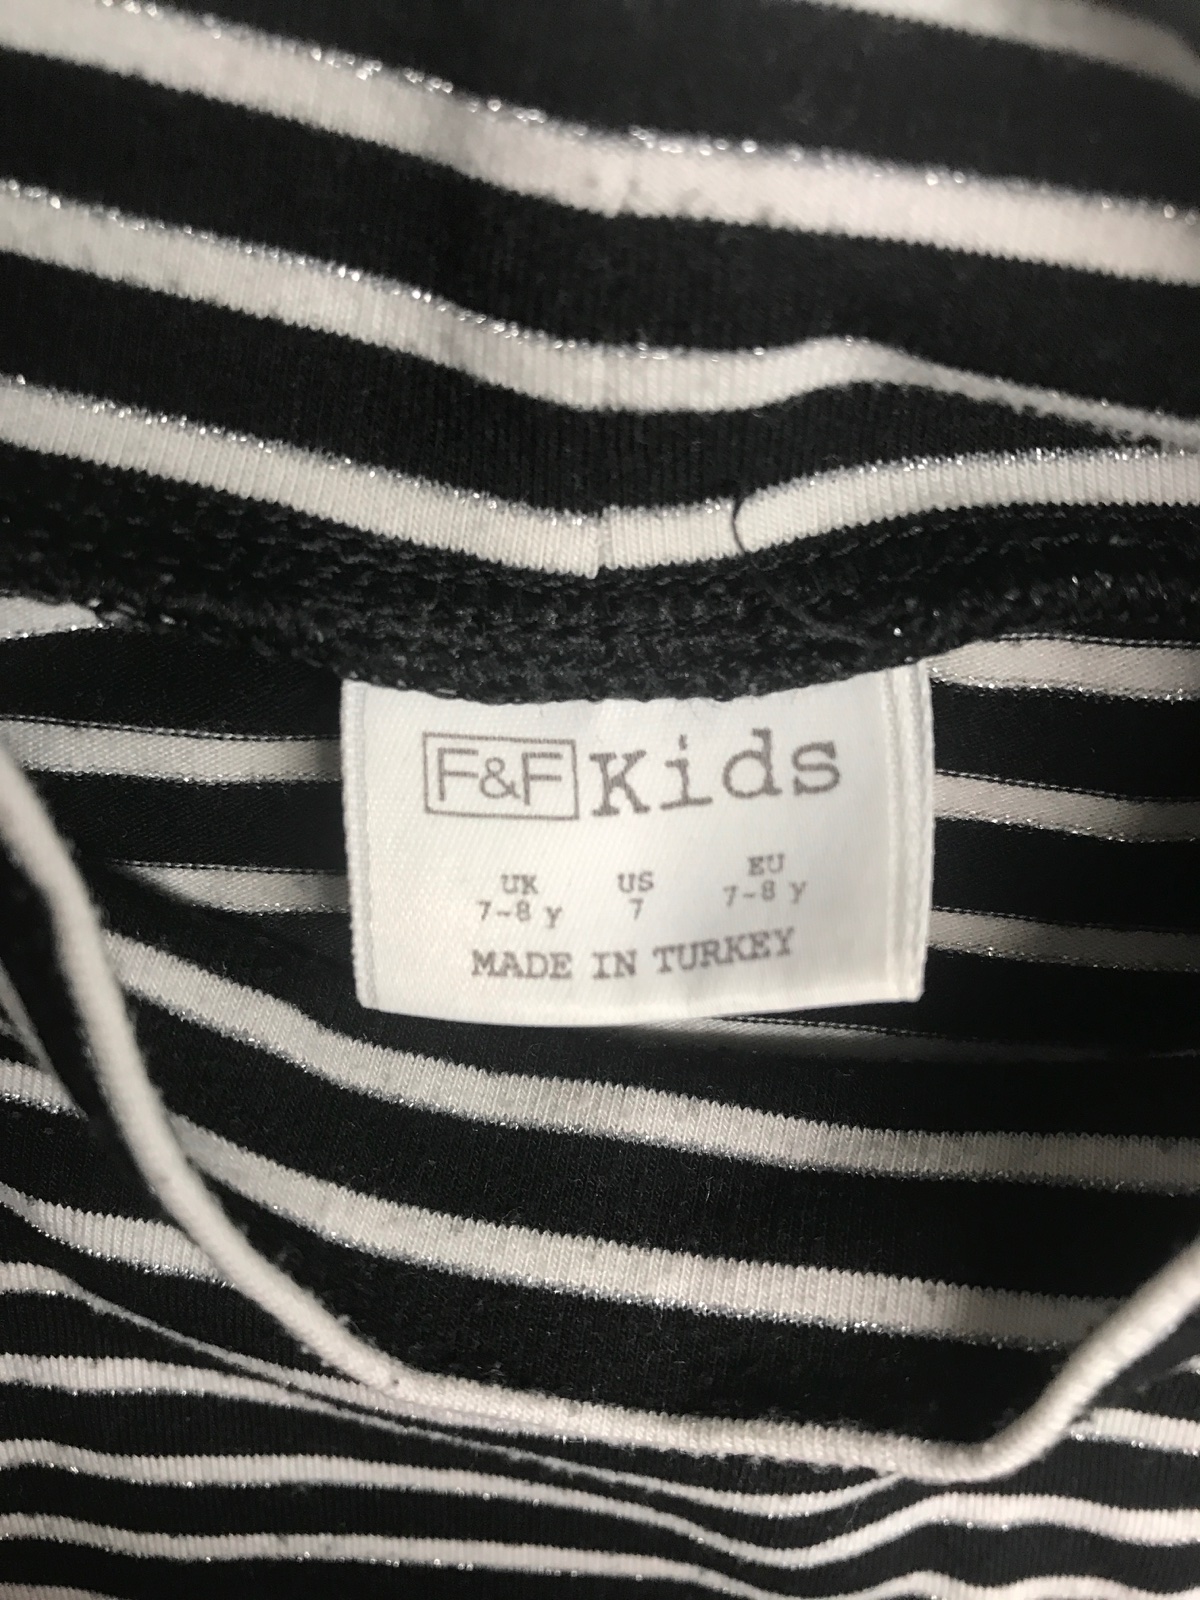 F&F Kids
UK US EU
7-8 y 7 7-8 y
MADE IN TURKEY